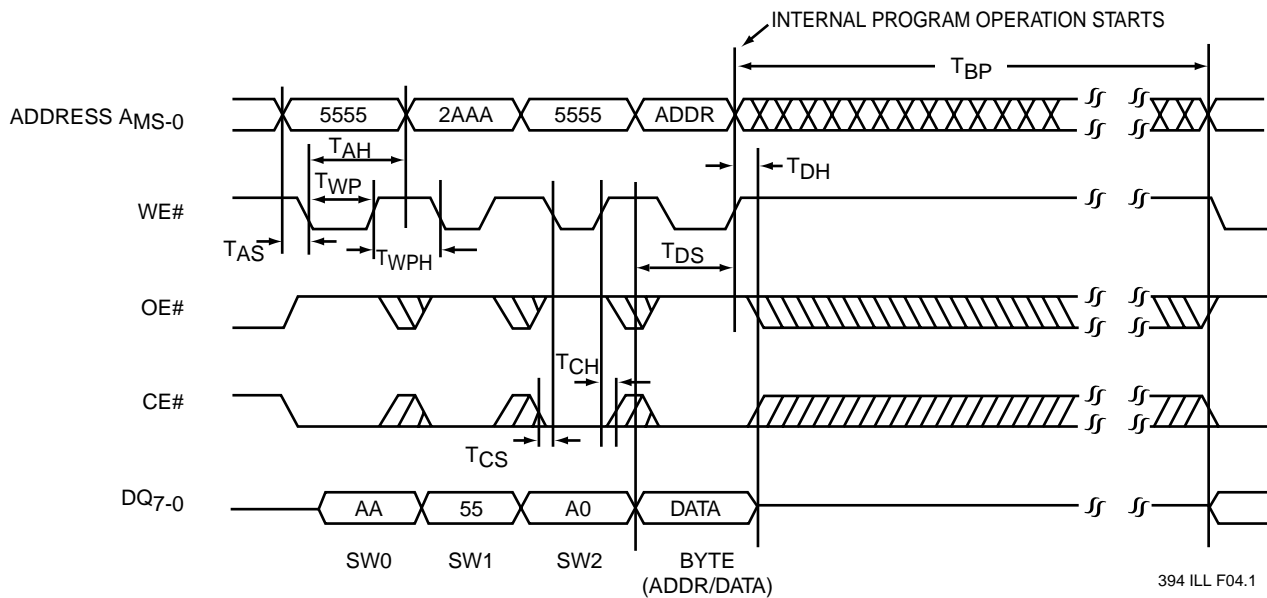 INTERNAL PROGRAM OPERATION STARTS
TBP
ADDRESS AMS-0
5555
2AAA
5555
ADDR
TAH
TDH
TWP
WE#
TAS
TWPH
TDS
OE#
TCH
CE#
TCS
DQ7-0
AA
55
A0
DATA
SW0
SW1
SW2
BYTE
(ADDR/DATA)
394 ILL F04.1